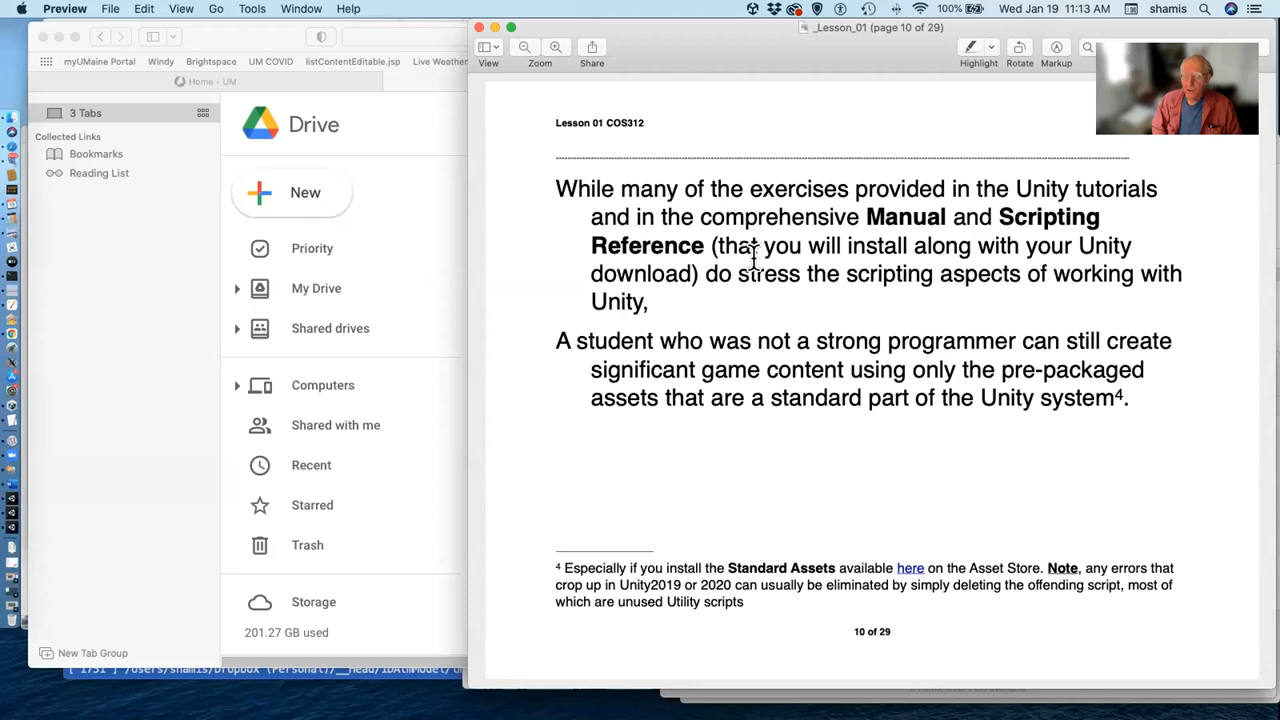 Preview File Edit View Go Tools Window Help
100% Wed Jan 19 11:13 AM shamis
myUMaine Portal Windy Brightspace UM COVID listContentEditable.jsp Live Weather
Home - UM
3 Tabs
Collected Links
Bookmarks
Reading List
New Tab Group
Drive
New
Priority
My Drive
Shared drives
Computers
Shared with me
Recent
Starred
Trash
Storage
201.27 GB used
_Lesson_01 (page 10 of 29)
View Zoom Share Highlight Rotate Markup
Lesson 01 COS312
While many of the exercises provided in the Unity tutorials
and in the comprehensive Manual and Scripting
Reference (that you will install along with your Unity
download) do stress the scripting aspects of working with
Unity,
A student who was not a strong programmer can still create
significant game content using only the pre-packaged
assets that are a standard part of the Unity system⁴.
⁴ Especially if you install the Standard Assets available here on the Asset Store. Note, any errors that
crop up in Unity2019 or 2020 can usually be eliminated by simply deleting the offending script, most of
which are unused Utility scripts
10 of 29